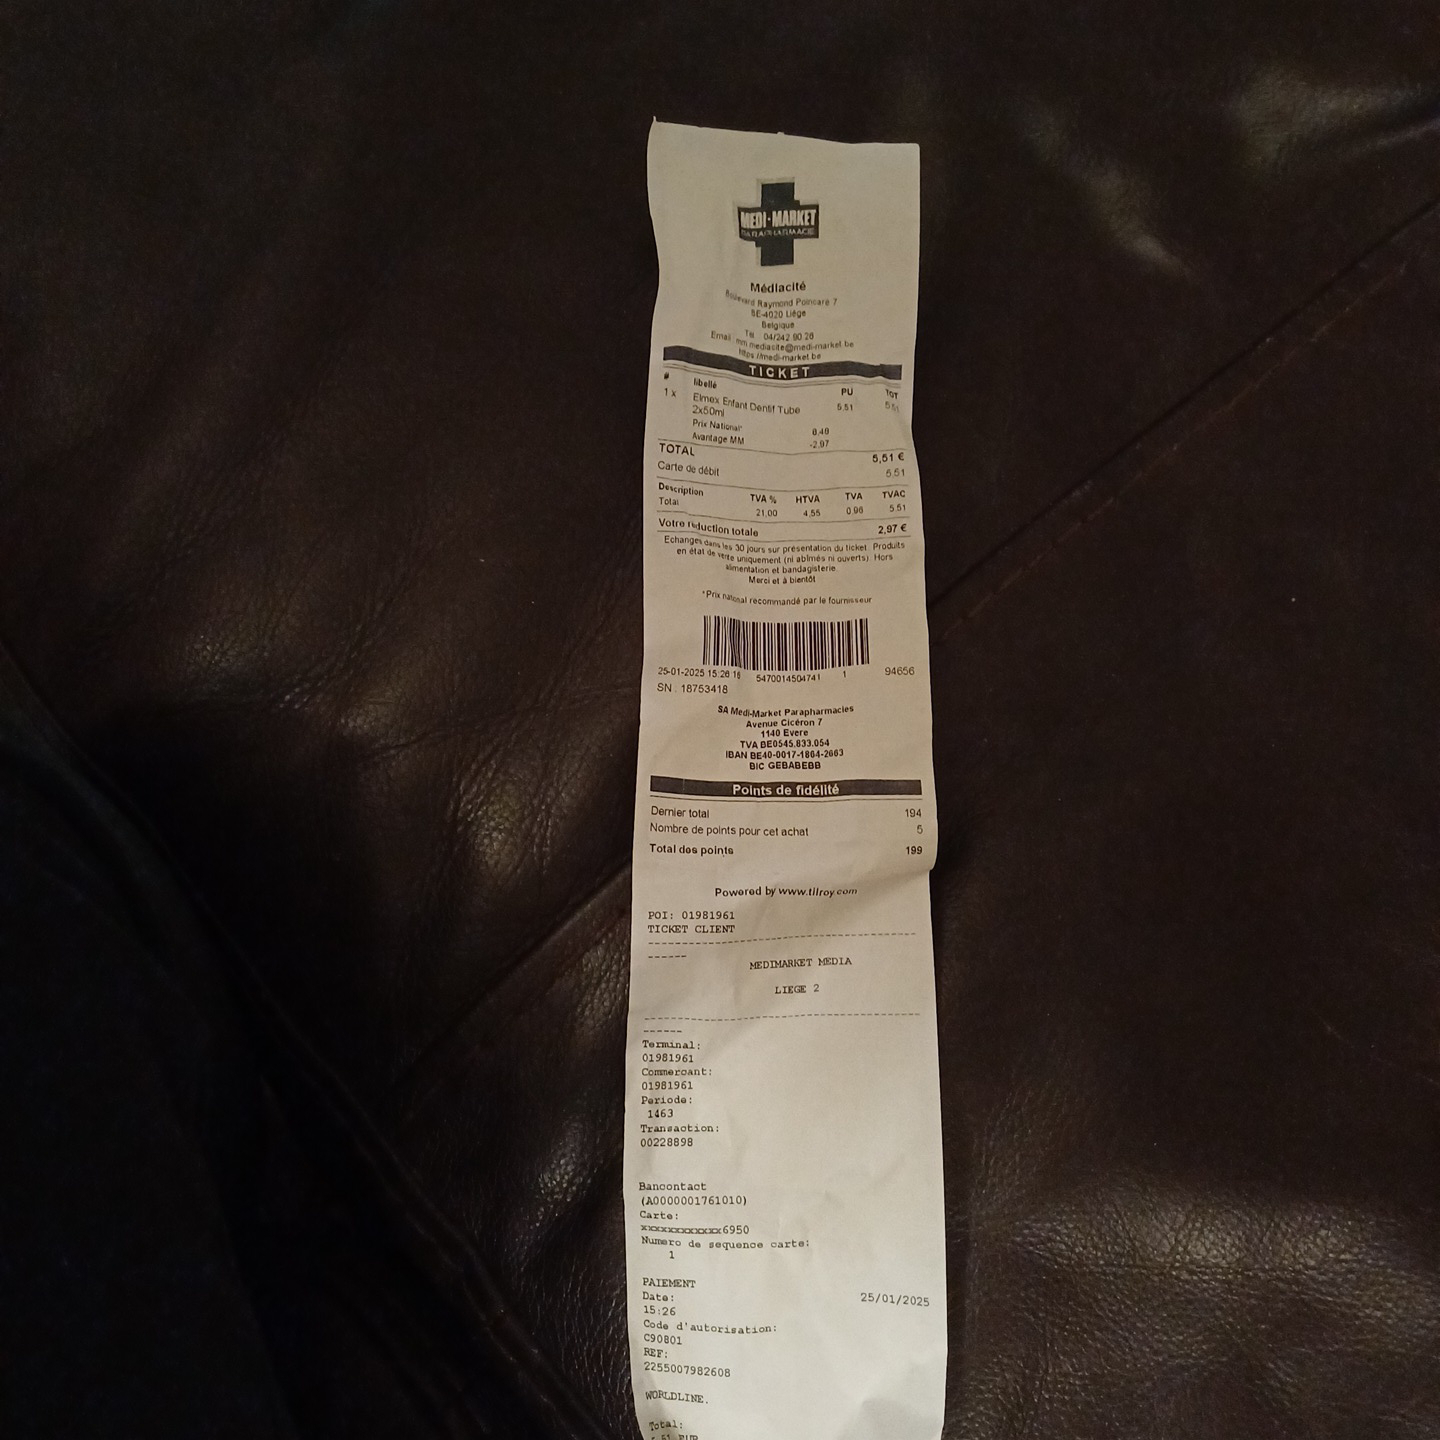 MEDI-MARKET
PARAPHARMACIE
Médiacité
Boulevard Raymond Poincaré 7
BE-4020 Liège
Belgique
Te. 04/242 90 26
Email mm.mediacite@medi-market.be
https://medi-market.be
TICKET
# libellé PU TOT
1 x Elmex Enfant Dentif Tube 5.51 5.51
2x50ml
Prix National* 8.48
Avantage MM -2.97
TOTAL 5,51 €
Carte de débit 5.51
Description TVA % HTVA TVA TVAC
Total 21,00 4.55 0.96 5.51
Votre réduction totale 2,97 €
Echanges dans les 30 jours sur présentation du ticket. Produits
en état de vente uniquement (ni abîmés ni ouverts). Hors
alimentation et bandagisterie.
Merci et à bientôt
*Prix national recommandé par le fournisseur
25-01-2025 15:26 16 5470014504741 1 94656
SN : 18753418
SA Medi-Market Parapharmacies
Avenue Cicéron 7
1140 Evere
TVA BE0545.833.054
IBAN BE40-0017-1864-2663
BIC GEBABEBB
Points de fidélité
Dernier total 194
Nombre de points pour cet achat 5
Total des points 199
Powered by www.tilroy.com
POI: 01981961
TICKET CLIENT
------------------------------------------
------
MEDIMARKET MEDIA
LIEGE 2
------------------------------------------
------
Terminal:
01981961
Commercant:
01981961
Periode:
1463
Transaction:
00228898
Bancontact
(A0000001761010)
Carte:
xxxxxxxxxxxx6950
Numero de sequence carte:
1
PAIEMENT
Date: 25/01/2025
15:26
Code d'autorisation:
C90801
REF:
2255007982608
WORLDLINE.
Total:
EUR